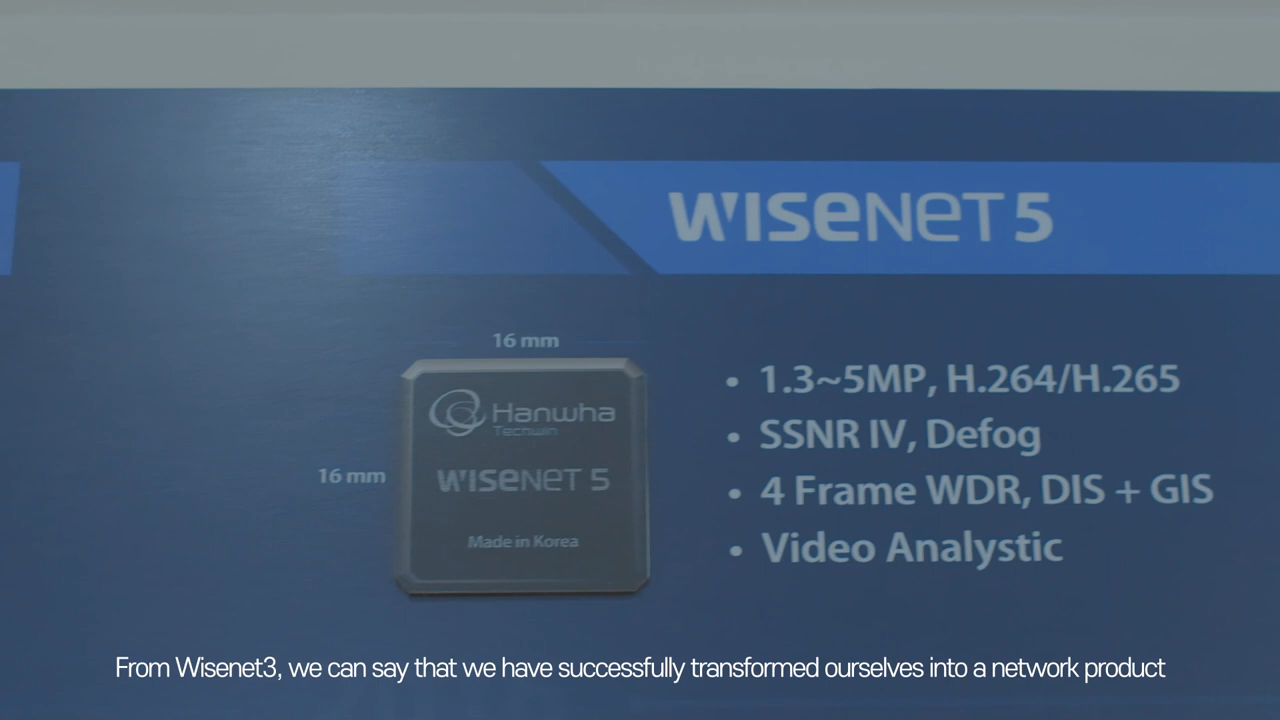 WISENET 5
16 mm
Hanwha
Techwin
16 mm
WISENET 5
Made in Korea
• 1.3~5MP, H.264/H.265
• SSNR IV, Defog
• 4 Frame WDR, DIS + GIS
• Video Analystic
From Wisenet3, we can say that we have successfully transformed ourselves into a network product